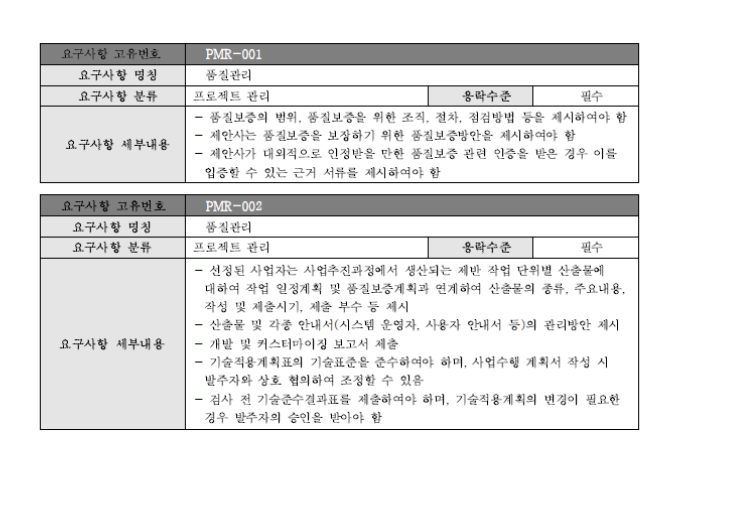 요구사항 고유번호 PMR-001
요구사항 명칭 품질관리
요구사항 분류 프로젝트 관리 응락수준 필수
요구사항 세부내용
- 품질보증의 범위, 품질보증을 위한 조직, 절차, 점검방법 등을 제시하여야 함
- 제안사는 품질보증을 보장하기 위한 품질보증방안을 제시하여야 함
- 제안사가 대외적으로 인정받을 만한 품질보증 관련 인증을 받은 경우 이를
입증할 수 있는 근거 서류를 제시하여야 함
요구사항 고유번호 PMR-002
요구사항 명칭 품질관리
요구사항 분류 프로젝트 관리 응락수준 필수
요구사항 세부내용
- 선정된 사업자는 사업추진과정에서 생산되는 제반 작업 단위별 산출물에
대하여 작업 일정계획 및 품질보증계획과 연계하여 산출물의 종류, 주요내용,
작성 및 제출시기, 제출 부수 등 제시
- 산출물 및 각종 안내서(시스템 운영자, 사용자 안내서 등)의 관리방안 제시
- 개발 및 커스터마이징 보고서 제출
- 기술적용계획표의 기술표준을 준수하여야 하며, 사업수행 계획서 작성 시
발주자와 상호 협의하여 조정할 수 있음
- 검사 전 기술준수결과표를 제출하여야 하며, 기술적용계획의 변경이 필요한
경우 발주자의 승인을 받아야 함